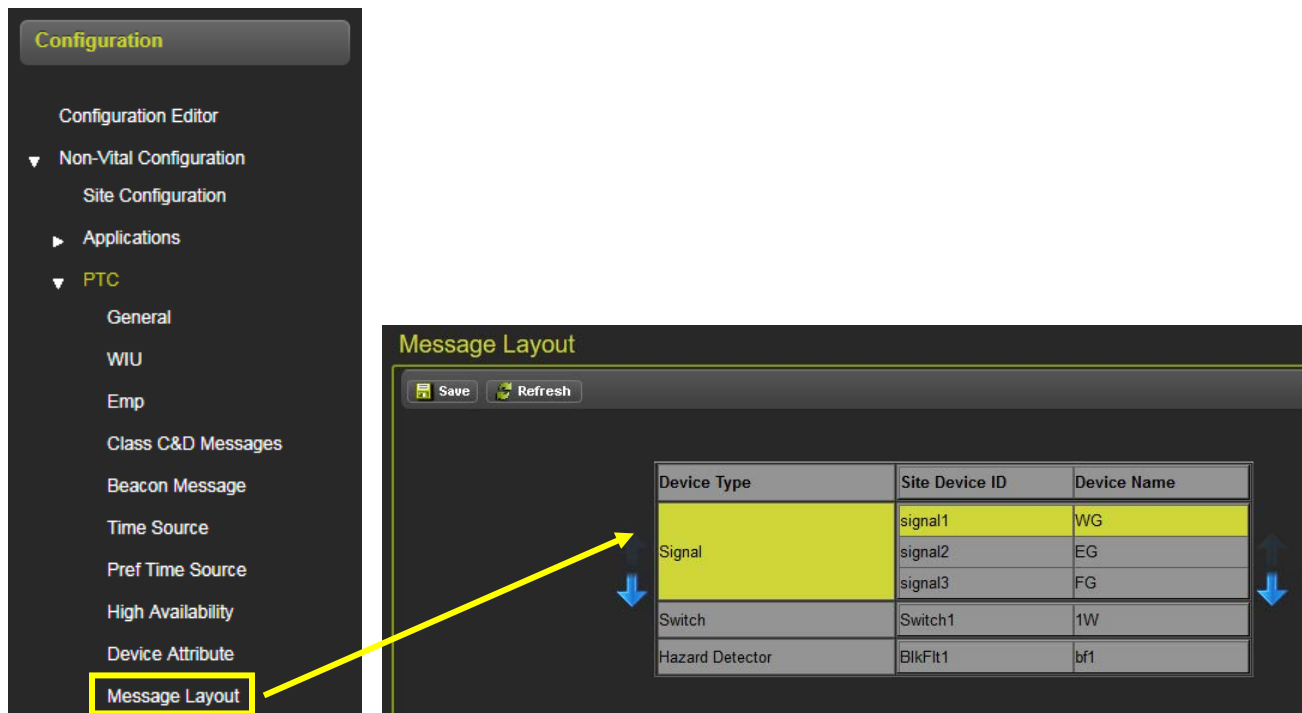 Configuration
Configuration Editor
Non-Vital Configuration
Site Configuration
Applications
PTC
General
WIU
Emp
Class C&D Messages
Beacon Message
Time Source
Pref Time Source
High Availability
Device Attribute
Message Layout
Message Layout
Save Refresh
Device Type Site Device ID Device Name
Signal
signal1 WG
signal2 EG
signal3 FG
Switch Switch1 1W
Hazard Detector BlkFlt1 bf1